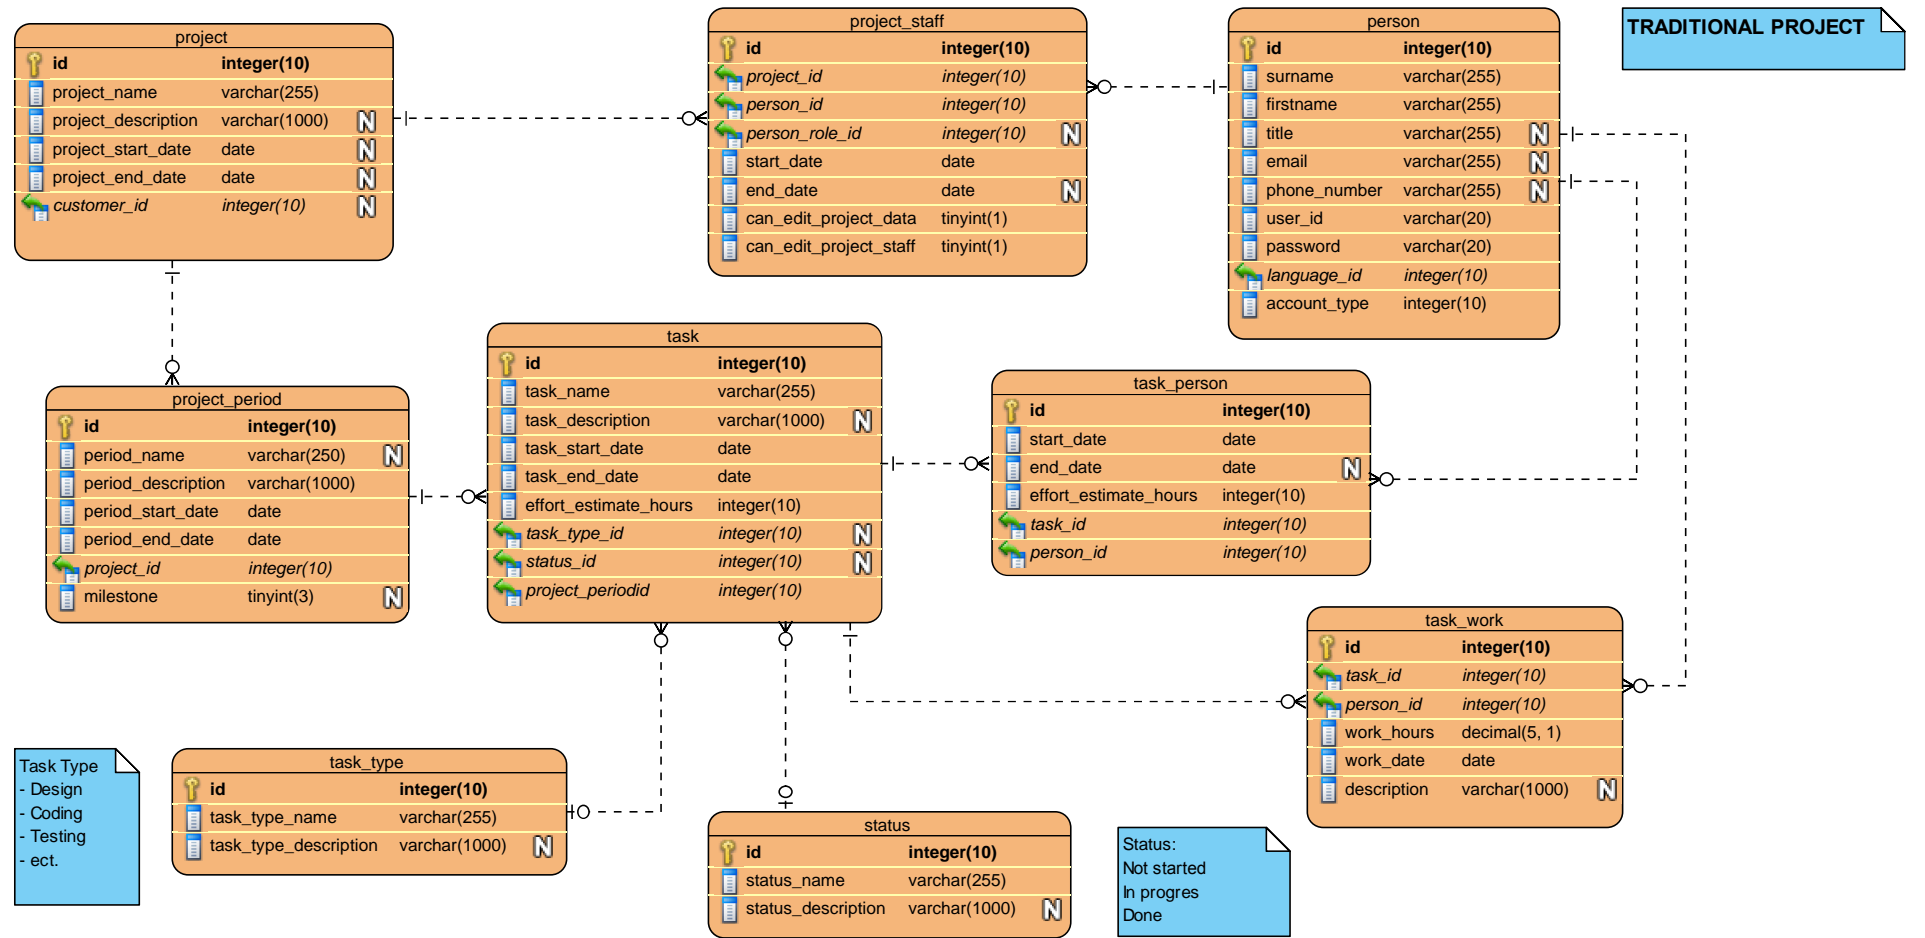 project
id integer(10)
project_name varchar(255)
project_description varchar(1000) N
project_start_date date N
project_end_date date N
customer_id integer(10) N
project_staff
id integer(10)
project_id integer(10)
person_id integer(10)
person_role_id integer(10) N
start_date date
end_date date N
can_edit_project_data tinyint(1)
can_edit_project_staff tinyint(1)
person
id integer(10)
surname varchar(255)
firstname varchar(255)
title varchar(255) N
email varchar(255) N
phone_number varchar(255) N
user_id varchar(20)
password varchar(20)
language_id integer(10)
account_type integer(10)
TRADITIONAL PROJECT
project_period
id integer(10)
period_name varchar(250) N
period_description varchar(1000)
period_start_date date
period_end_date date
project_id integer(10)
milestone tinyint(3) N
task
id integer(10)
task_name varchar(255)
task_description varchar(1000) N
task_start_date date
task_end_date date
effort_estimate_hours integer(10)
task_type_id integer(10) N
status_id integer(10) N
project_periodid integer(10)
task_person
id integer(10)
start_date date
end_date date N
effort_estimate_hours integer(10)
task_id integer(10)
person_id integer(10)
task_work
id integer(10)
task_id integer(10)
person_id integer(10)
work_hours decimal(5, 1)
work_date date
description varchar(1000) N
Task Type
- Design
- Coding
- Testing
- ect.
task_type
id integer(10)
task_type_name varchar(255)
task_type_description varchar(1000) N
status
id integer(10)
status_name varchar(255)
status_description varchar(1000) N
Status:
Not started
In progres
Done